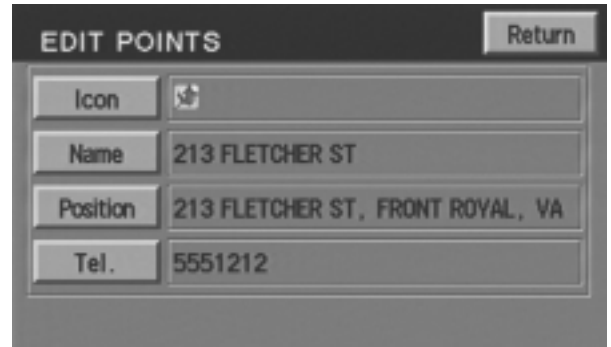 EDIT POINTS Return
Icon
Name 213 FLETCHER ST
Position 213 FLETCHER ST, FRONT ROYAL, VA
Tel. 5551212